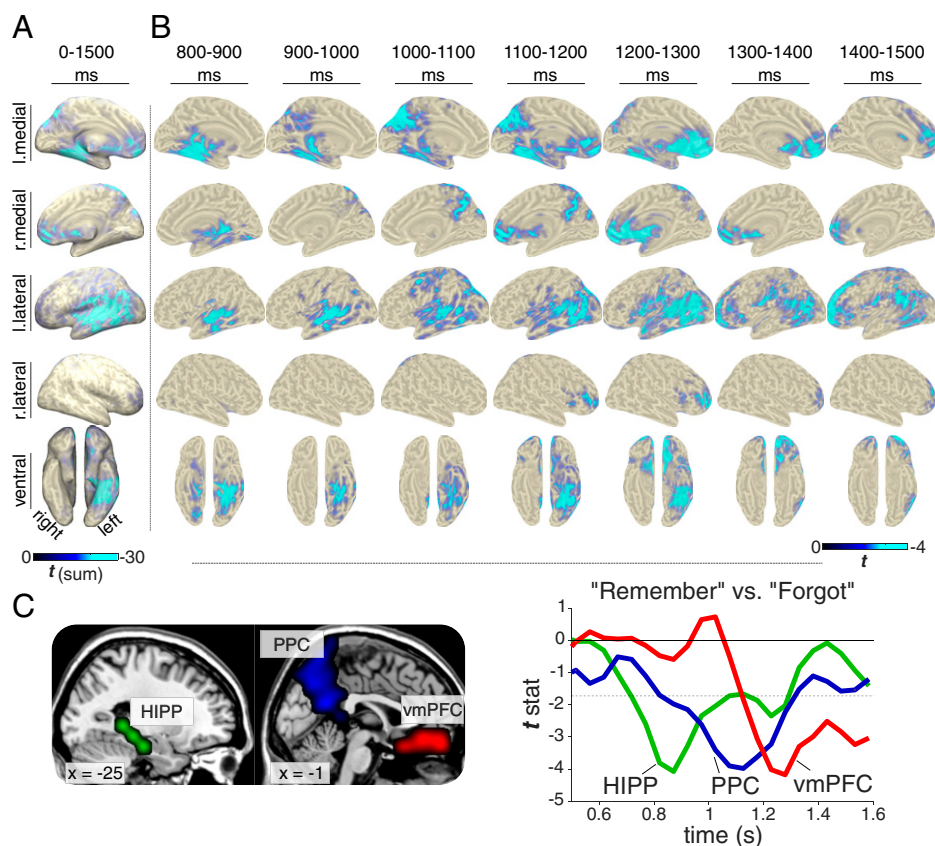 A
B
0-1500
ms
800-900
ms
900-1000
ms
1000-1100
ms
1100-1200
ms
1200-1300
ms
1300-1400
ms
1400-1500
ms
l.medial
r.medial
l.lateral
r.lateral
ventral
right
left
0
-30
t (sum)
0
-4
t
C
PPC
HIPP
vmPFC
x = -25
x = -1
"Remember" vs. "Forgot"
1
0
-1
-2
-3
-4
-5
t stat
HIPP
PPC
vmPFC
0.6
0.8
1
1.2
1.4
1.6
time (s)